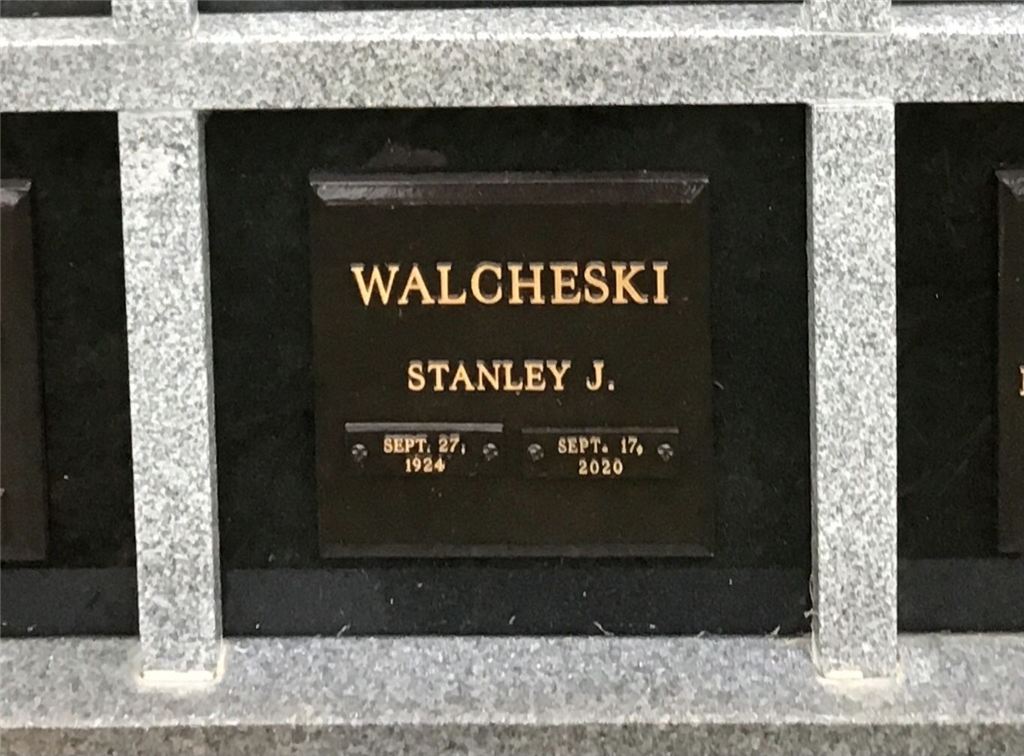 WALCHESKI
STANLEY J.
SEPT. 27,
1924
SEPT. 17,
2020